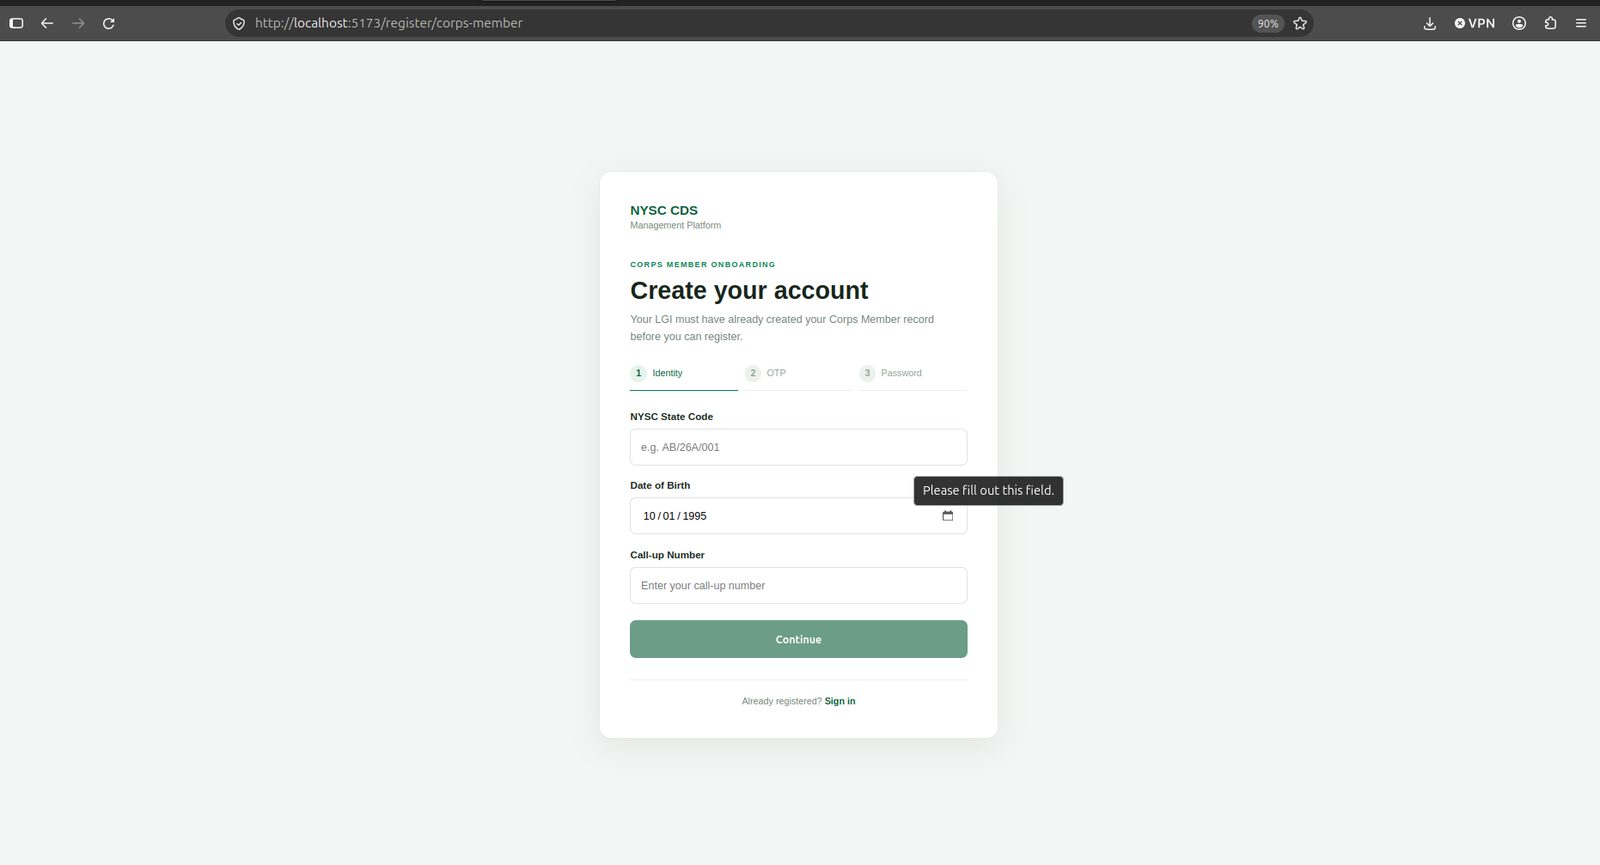 http://localhost:5173/register/corps-member
90%
VPN
NYSC CDS
Management Platform
CORPS MEMBER ONBOARDING
Create your account
Your LGI must have already created your Corps Member record
before you can register.
1 Identity
2 OTP
3 Password
NYSC State Code
e.g. AB/26A/001
Please fill out this field.
Date of Birth
10 / 01 / 1995
Call-up Number
Enter your call-up number
Continue
Already registered? Sign in